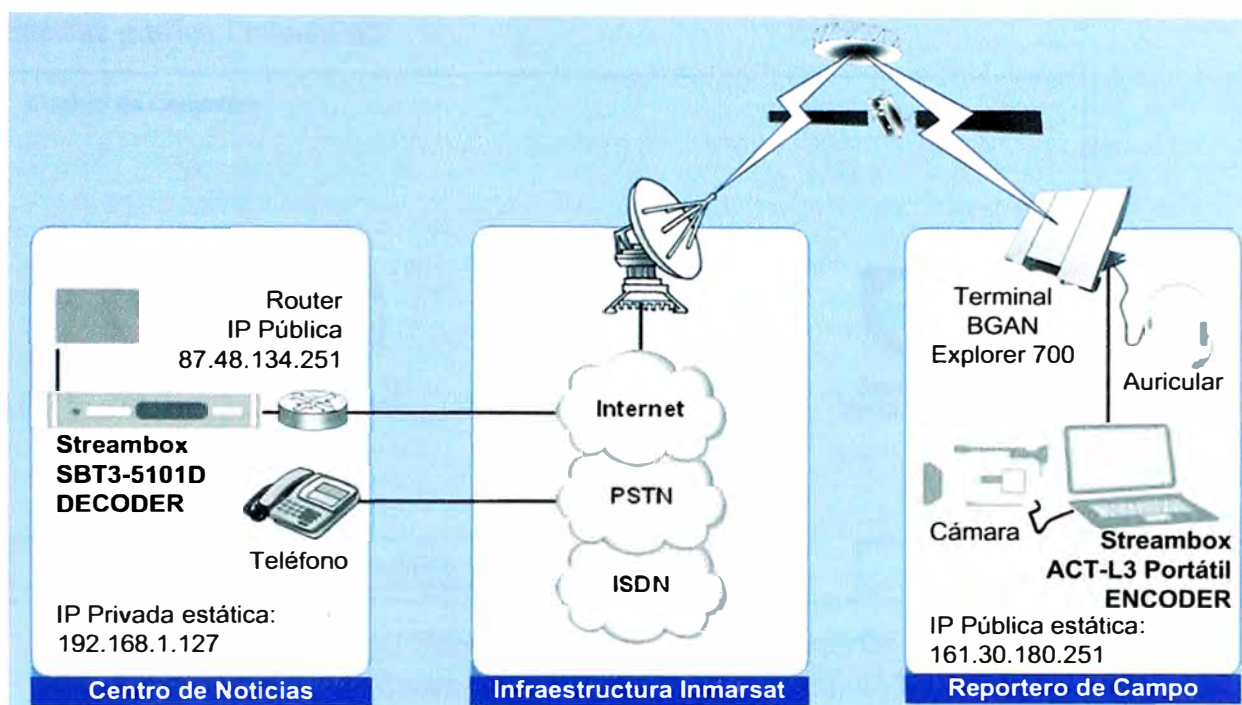 Router
IP Pública
87.48.134.251
Streambox
SBT3-5101D
DECODER
Teléfono
IP Privada estática:
192.168.1.127
Centro de Noticias
Internet
PSTN
ISDN
Infraestructura Inmarsat
Terminal
BGAN
Explorer 700
Auricular
Cámara
Streambox
ACT-L3 Portátil
ENCODER
IP Pública estática:
161.30.180.251
Reportero de Campo